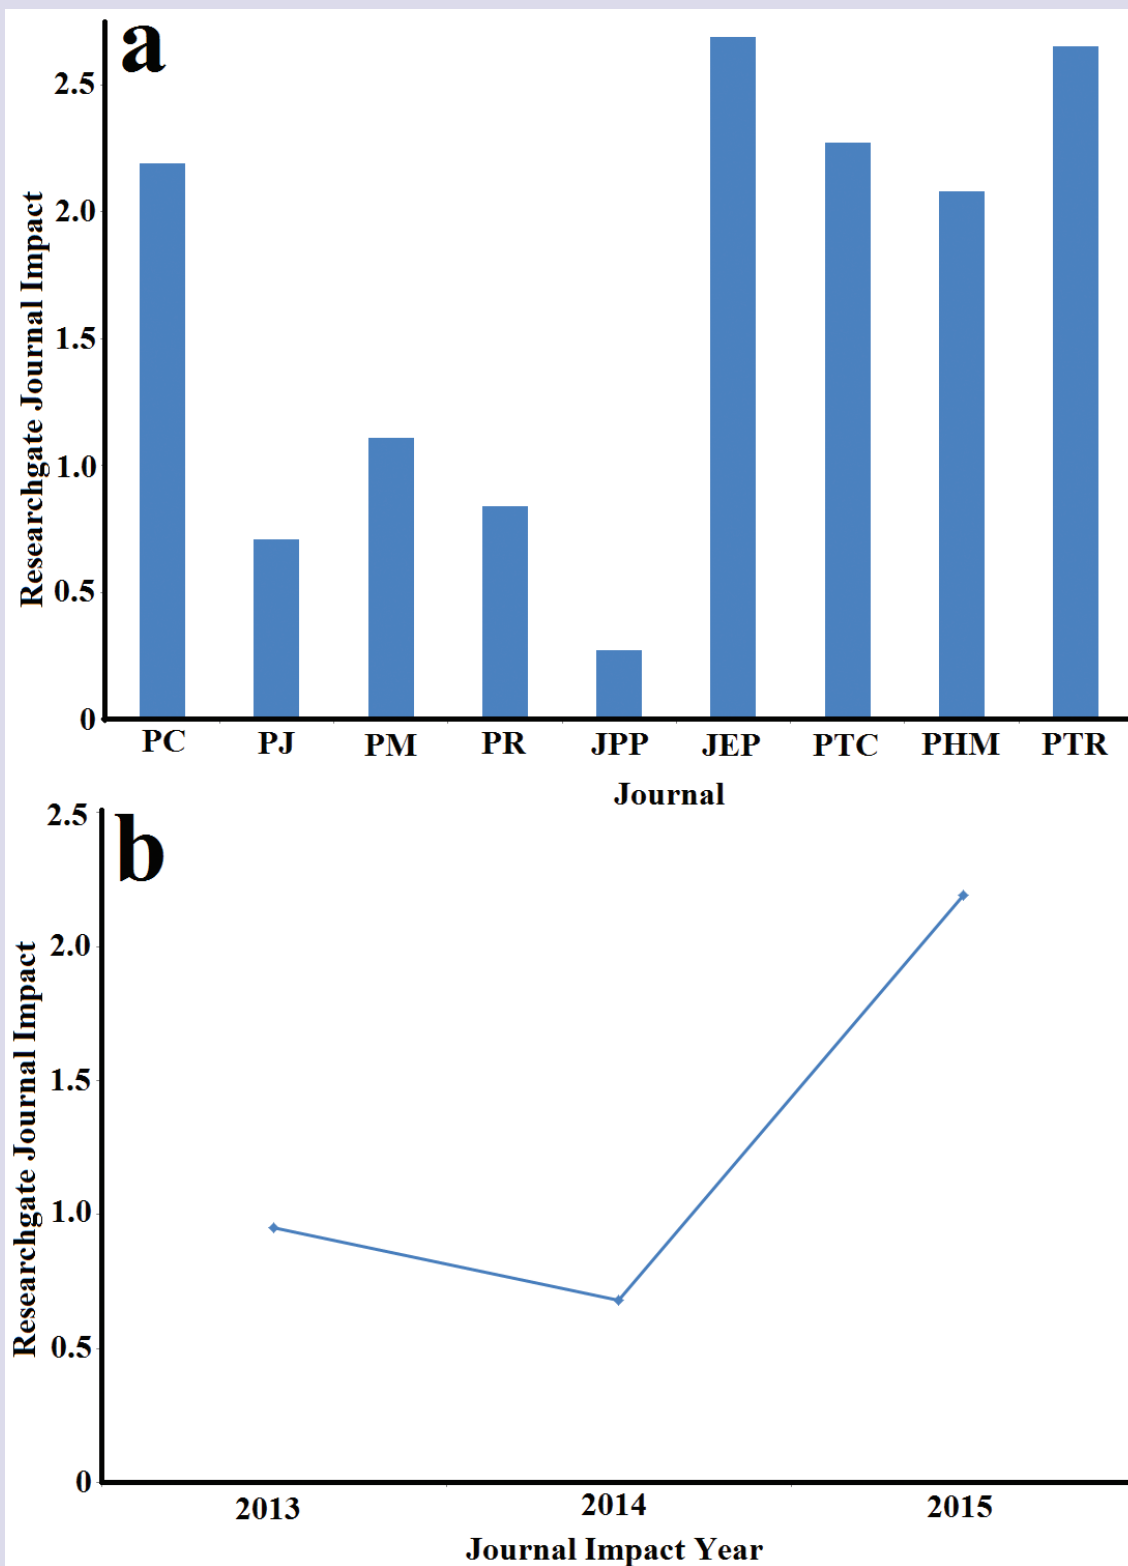 a
Researchgate Journal Impact
2.5
2.0
1.5
1.0
0.5
0
PC PJ PM PR JPP JEP PTC PHM PTR
Journal
b
Researchgate Journal Impact
2.5
2.0
1.5
1.0
0.5
0
2013 2014 2015
Journal Impact Year